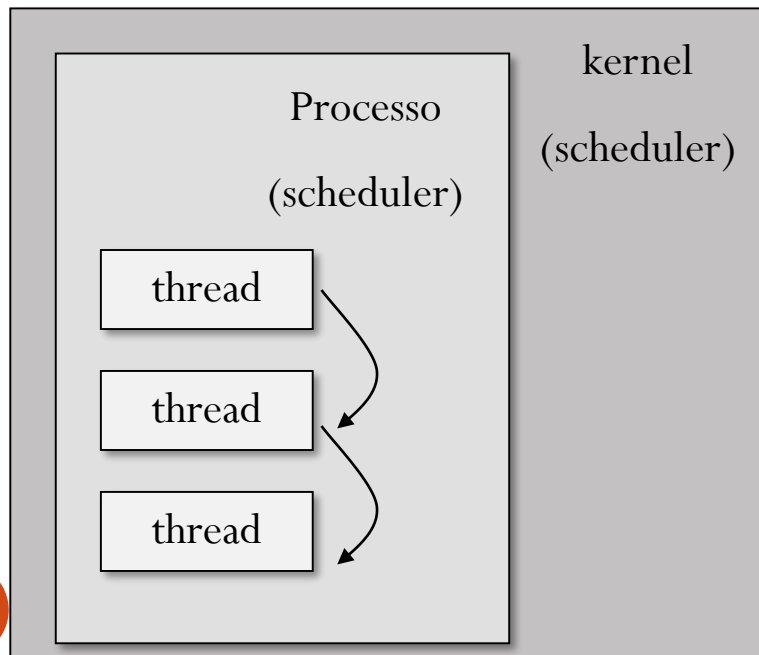 kernel
(scheduler)
Processo
(scheduler)
thread
thread
thread